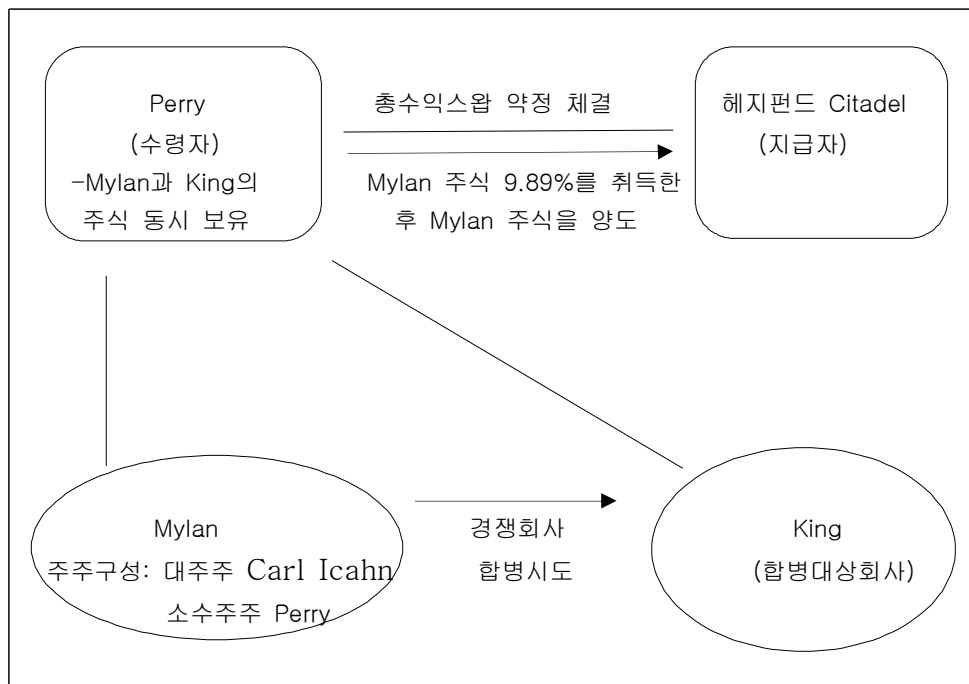 Perry
(수령자)
-Mylan과 King의
주식 동시 보유
총수익스왑 약정 체결
Mylan 주식 9.89%를 취득한
후 Mylan 주식을 양도
헤지펀드 Citadel
(지급자)
Mylan
주주구성: 대주주 Carl Icahn
소수주주 Perry
경쟁회사
합병시도
King
(합병대상회사)